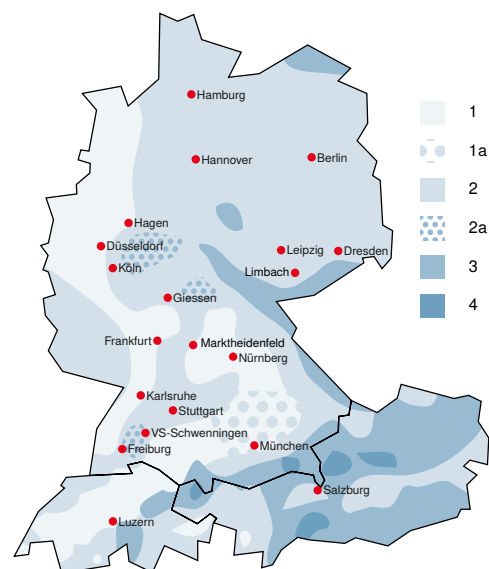 Hamburg
1
1a
Hannover
Berlin
2
Hagen
2a
Düsseldorf
Leipzig
Dresden
Köln
Limbach
3
Giessen
4
Frankfurt
Marktheidenfeld
Nürnberg
Karlsruhe
Stuttgart
VS-Schwenningen
Freiburg
München
Salzburg
Luzern